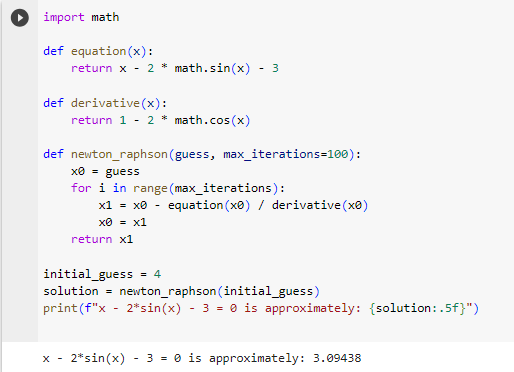 import math
def equation(x):
    return x - 2 * math.sin(x) - 3
def derivative(x):
    return 1 - 2 * math.cos(x)
def newton_raphson(guess, max_iterations=100):
    x0 = guess
    for i in range(max_iterations):
        x1 = x0 - equation(x0) / derivative(x0)
        x0 = x1
    return x1
initial_guess = 4
solution = newton_raphson(initial_guess)
print(f"x - 2*sin(x) - 3 = 0 is approximately: {solution:.5f}")
x - 2*sin(x) - 3 = 0 is approximately: 3.09438